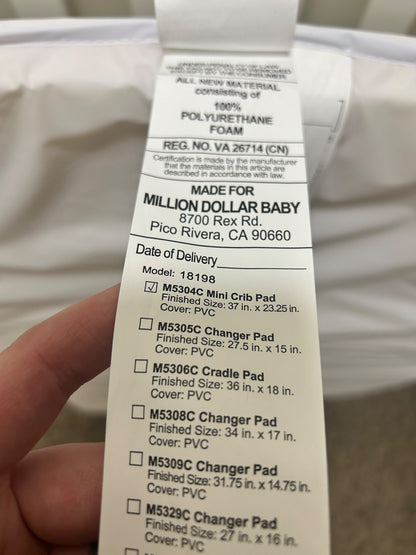 ALL NEW MATERIAL
consisting of
100%
POLYURETHANE
FOAM
REG. NO. VA 26714 (CN)
Certification is made by the manufacturer
that the materials in this article are
described in accordance with law.
MADE FOR
MILLION DOLLAR BABY
8700 Rex Rd.
Pico Rivera, CA 90660
Date of Delivery
Model: 18198
M5304C Mini Crib Pad
Finished Size: 37 in. x 23.25 in.
Cover: PVC
M5305C Changer Pad
Finished Size: 27.5 in. x 15 in.
Cover: PVC
M5306C Cradle Pad
Finished Size: 36 in. x 18 in.
Cover: PVC
M5308C Changer Pad
Finished Size: 34 in. x 17 in.
Cover: PVC
M5309C Changer Pad
Finished Size: 31.75 in. x 14.75 in.
Cover: PVC
M5329C Changer Pad
Finished Size: 27 in. x 16 in.
Cover: PVC